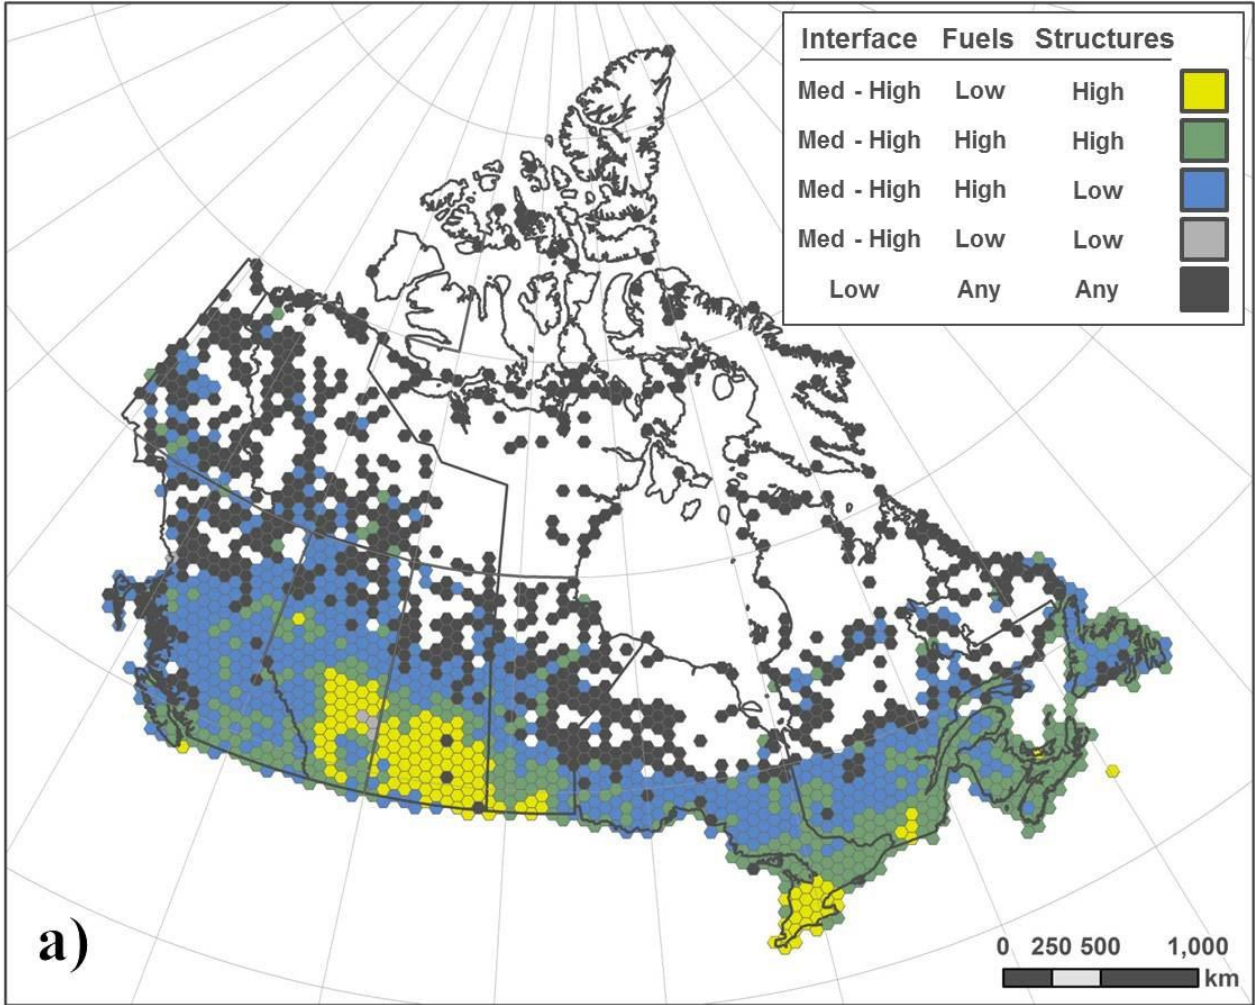 Interface Fuels Structures
Med - High Low High
Med - High High High
Med - High High Low
Med - High Low Low
Low Any Any
a)
0 250 500 1,000
km